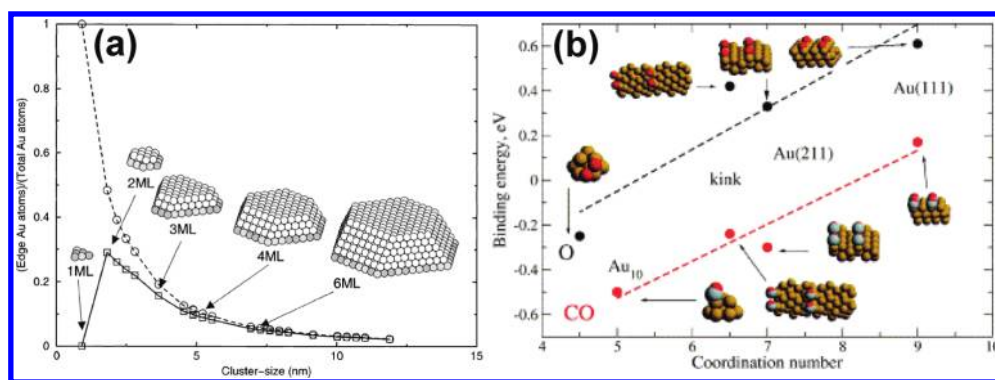 (a)
(Edge Au atoms)/(Total Au atoms)
1
0.8
0.6
0.4
0.2
0
1ML
2ML
3ML
4ML
6ML
0 5 10 15
Cluster-size (nm)
(b)
Binding energy, eV
0.6
0.4
0.2
0
-0.2
-0.4
-0.6
Au(111)
Au(211)
kink
O
Au10
CO
4 5 6 7 8 9 10
Coordination number